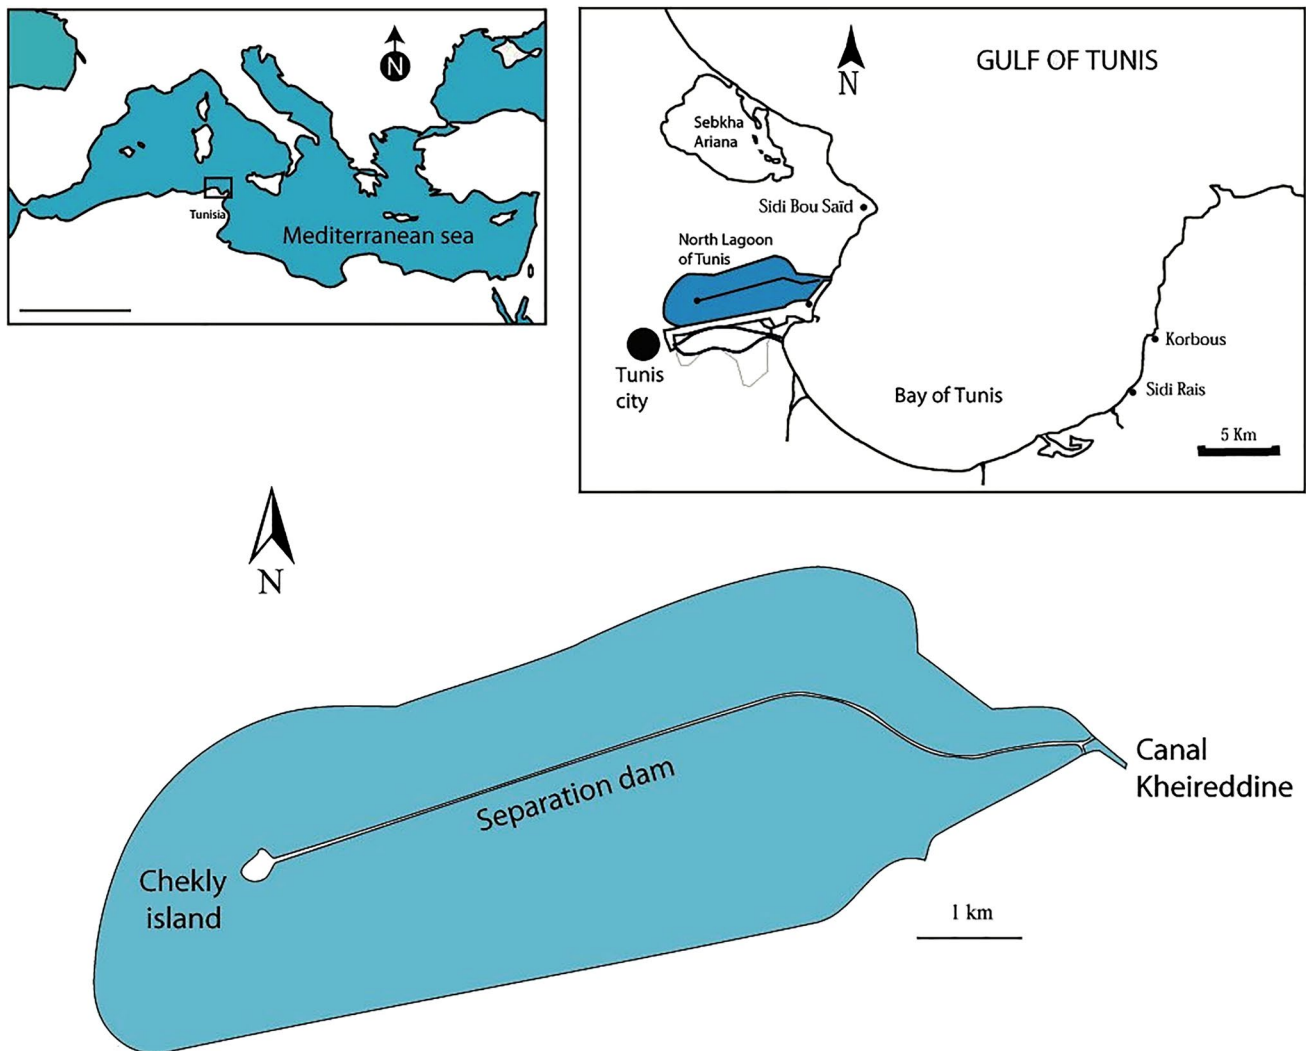 N
Tunisia
Mediterranean sea
N
GULF OF TUNIS
Sebkha
Ariana
Sidi Bou Saïd
North Lagoon
of Tunis
Tunis
city
Korbous
Sidi Rais
Bay of Tunis
5 Km
N
Separation dam
Canal
Kheireddine
Chekly
island
1 km